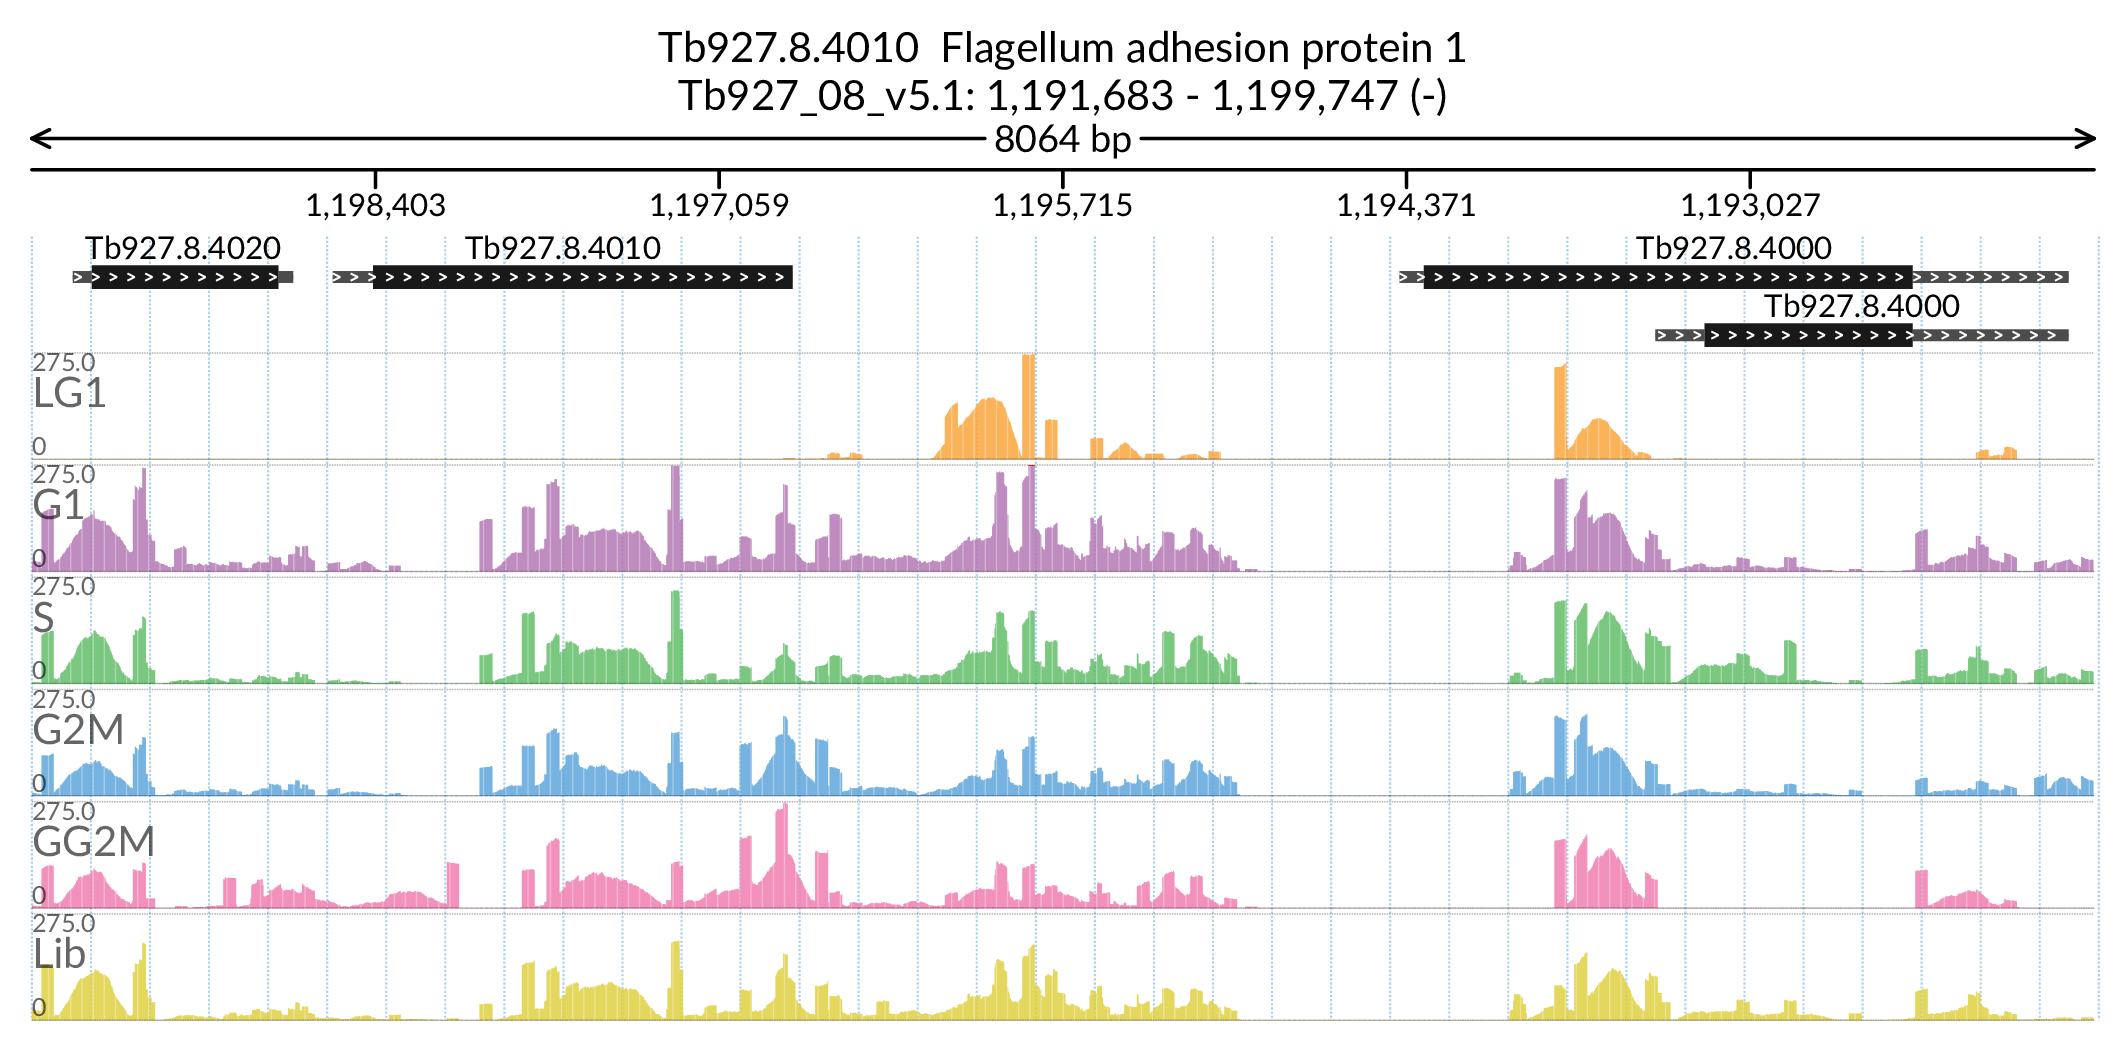 Tb927.8.4010  Flagellum adhesion protein 1
Tb927_08_v5.1: 1,191,683 - 1,199,747 (-)
8064 bp
1,198,403 1,197,059 1,195,715 1,194,371 1,193,027
Tb927.8.4020 Tb927.8.4010 Tb927.8.4000
Tb927.8.4000
275.0
LG1
0
275.0
G1
0
275.0
S
0
275.0
G2M
0
275.0
GG2M
0
275.0
Lib
0